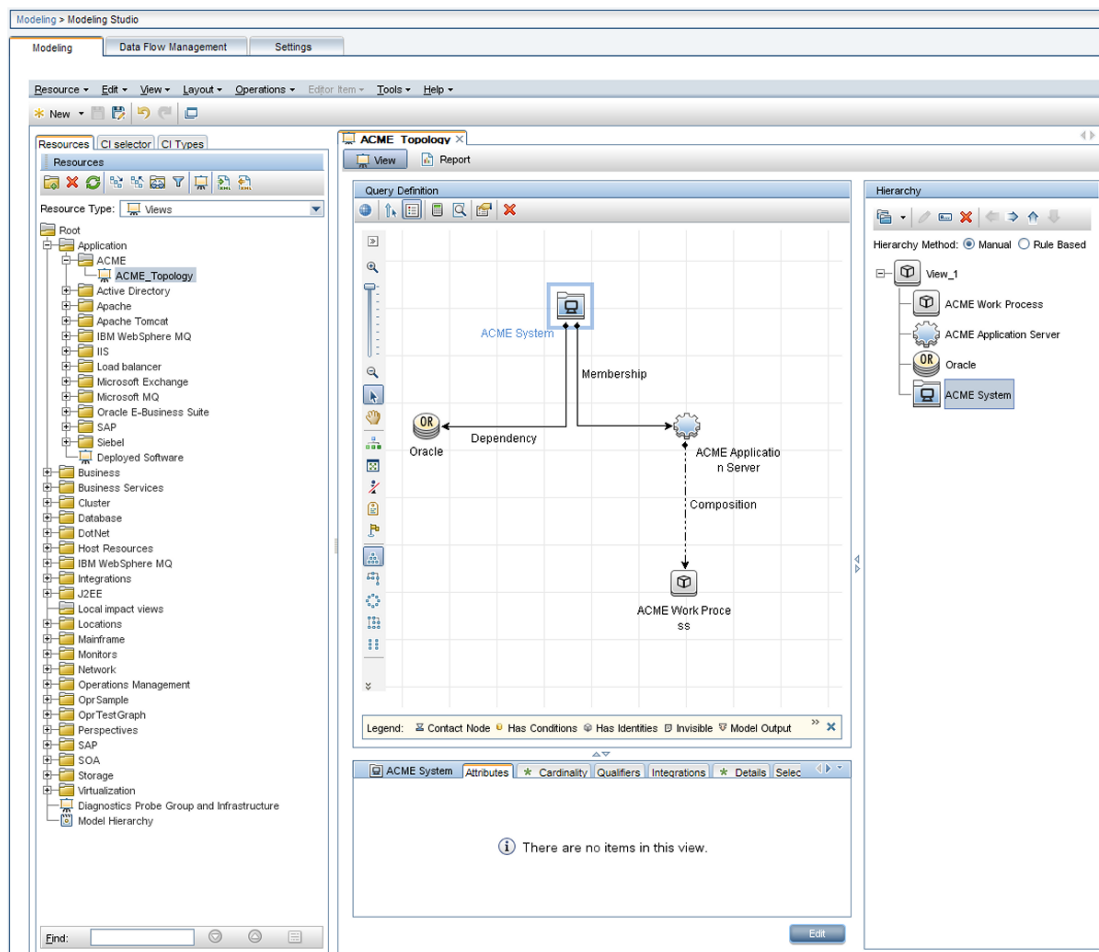 Modeling > Modeling Studio
Modeling Data Flow Management Settings
Resource Edit View Layout Operations Editor Item Tools Help
New
Resources CI selector CI Types
Resources
Resource Type: Views
Root
Application
ACME
ACME_Topology
Active Directory
Apache
Apache Tomcat
IBM WebSphere MQ
IIS
Load balancer
Microsoft Exchange
Microsoft MQ
Oracle E-Business Suite
SAP
Siebel
Deployed Software
Business
Business Services
Cluster
Database
DotNet
Host Resources
IBM WebSphere MQ
Integrations
J2EE
Local impact views
Locations
Mainframe
Monitors
Network
Operations Management
OprSample
OprTestGraph
Perspectives
SAP
SOA
Storage
Virtualization
Diagnostics Probe Group and Infrastructure
Model Hierarchy
Find:
ACME_Topology
View Report
Query Definition
ACME System
Membership
OR
Oracle
Dependency
ACME Applicatio
n Server
Composition
ACME Work Proce
ss
Legend: Contact Node Has Conditions Has Identities Invisible Model Output
ACME System Attributes Cardinality Qualifiers Integrations Details Selec
There are no items in this view.
Edit
Hierarchy
Hierarchy Method: Manual Rule Based
View_1
ACME Work Process
ACME Application Server
OR
Oracle
ACME System